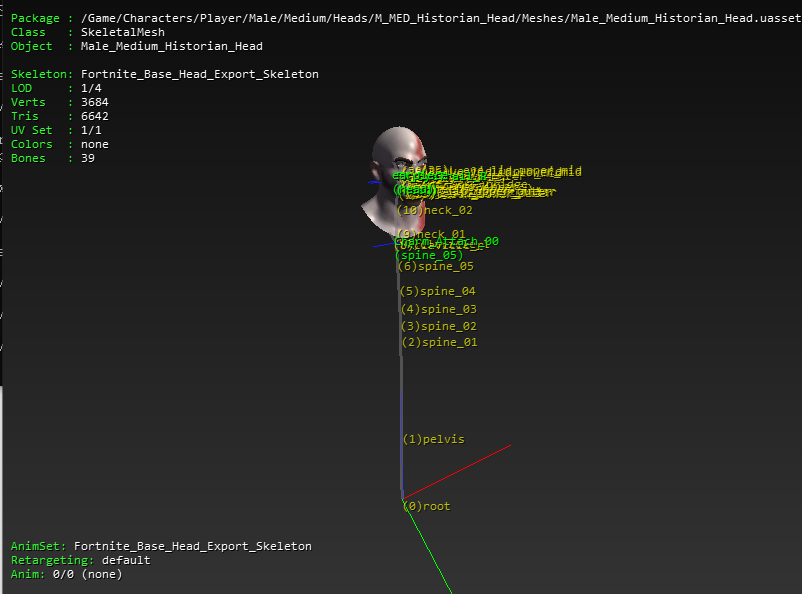 Package : /Game/Characters/Player/Male/Medium/Heads/M_MED_Historian_Head/Meshes/Male_Medium_Historian_Head.uasset
Class : SkeletalMesh
Object : Male_Medium_Historian_Head
Skeleton: Fortnite_Base_Head_Export_Skeleton
LOD : 1/4
Verts : 3684
Tris : 6642
UV Set : 1/1
Colors : none
Bones : 39
(10)neck_02
(9)neck_01
(spine_05)
(6)spine_05
(5)spine_04
(4)spine_03
(3)spine_02
(2)spine_01
(1)pelvis
(0)root
AnimSet: Fortnite_Base_Head_Export_Skeleton
Retargeting: default
Anim: 0/0 (none)